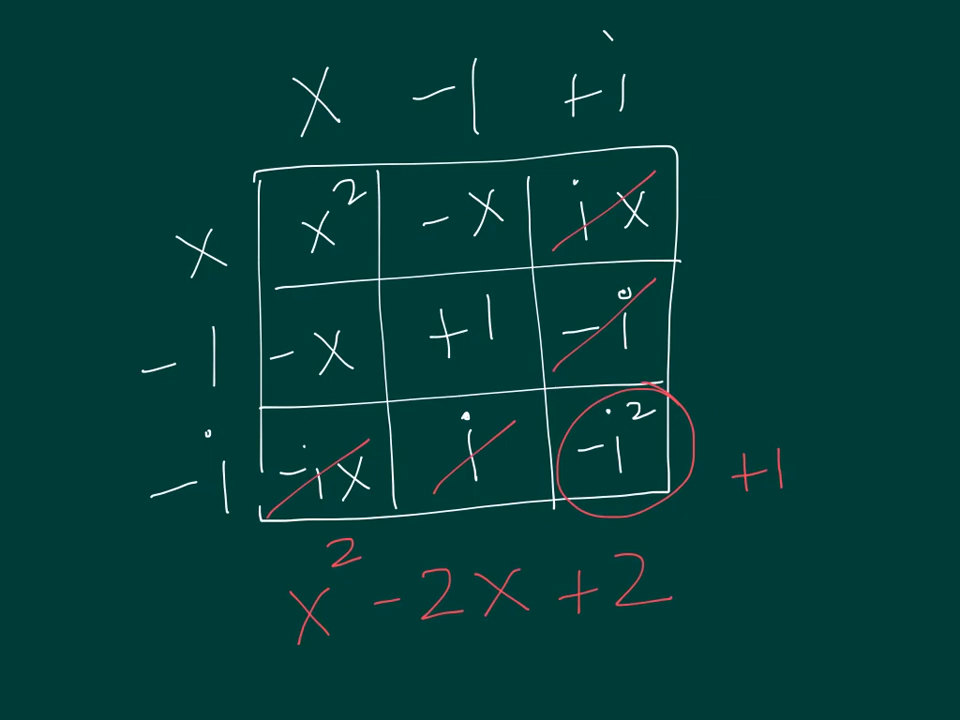 x -1 +i
x x² -x ix
-1 -x +1 -i
-i -ix i -i² +1
x² - 2x + 2